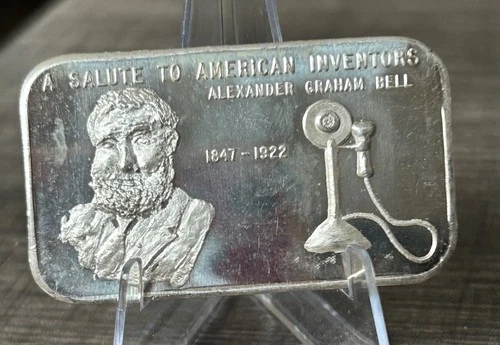 A SALUTE TO AMERICAN INVENTORS
ALEXANDER GRAHAM BELL
1847-1922